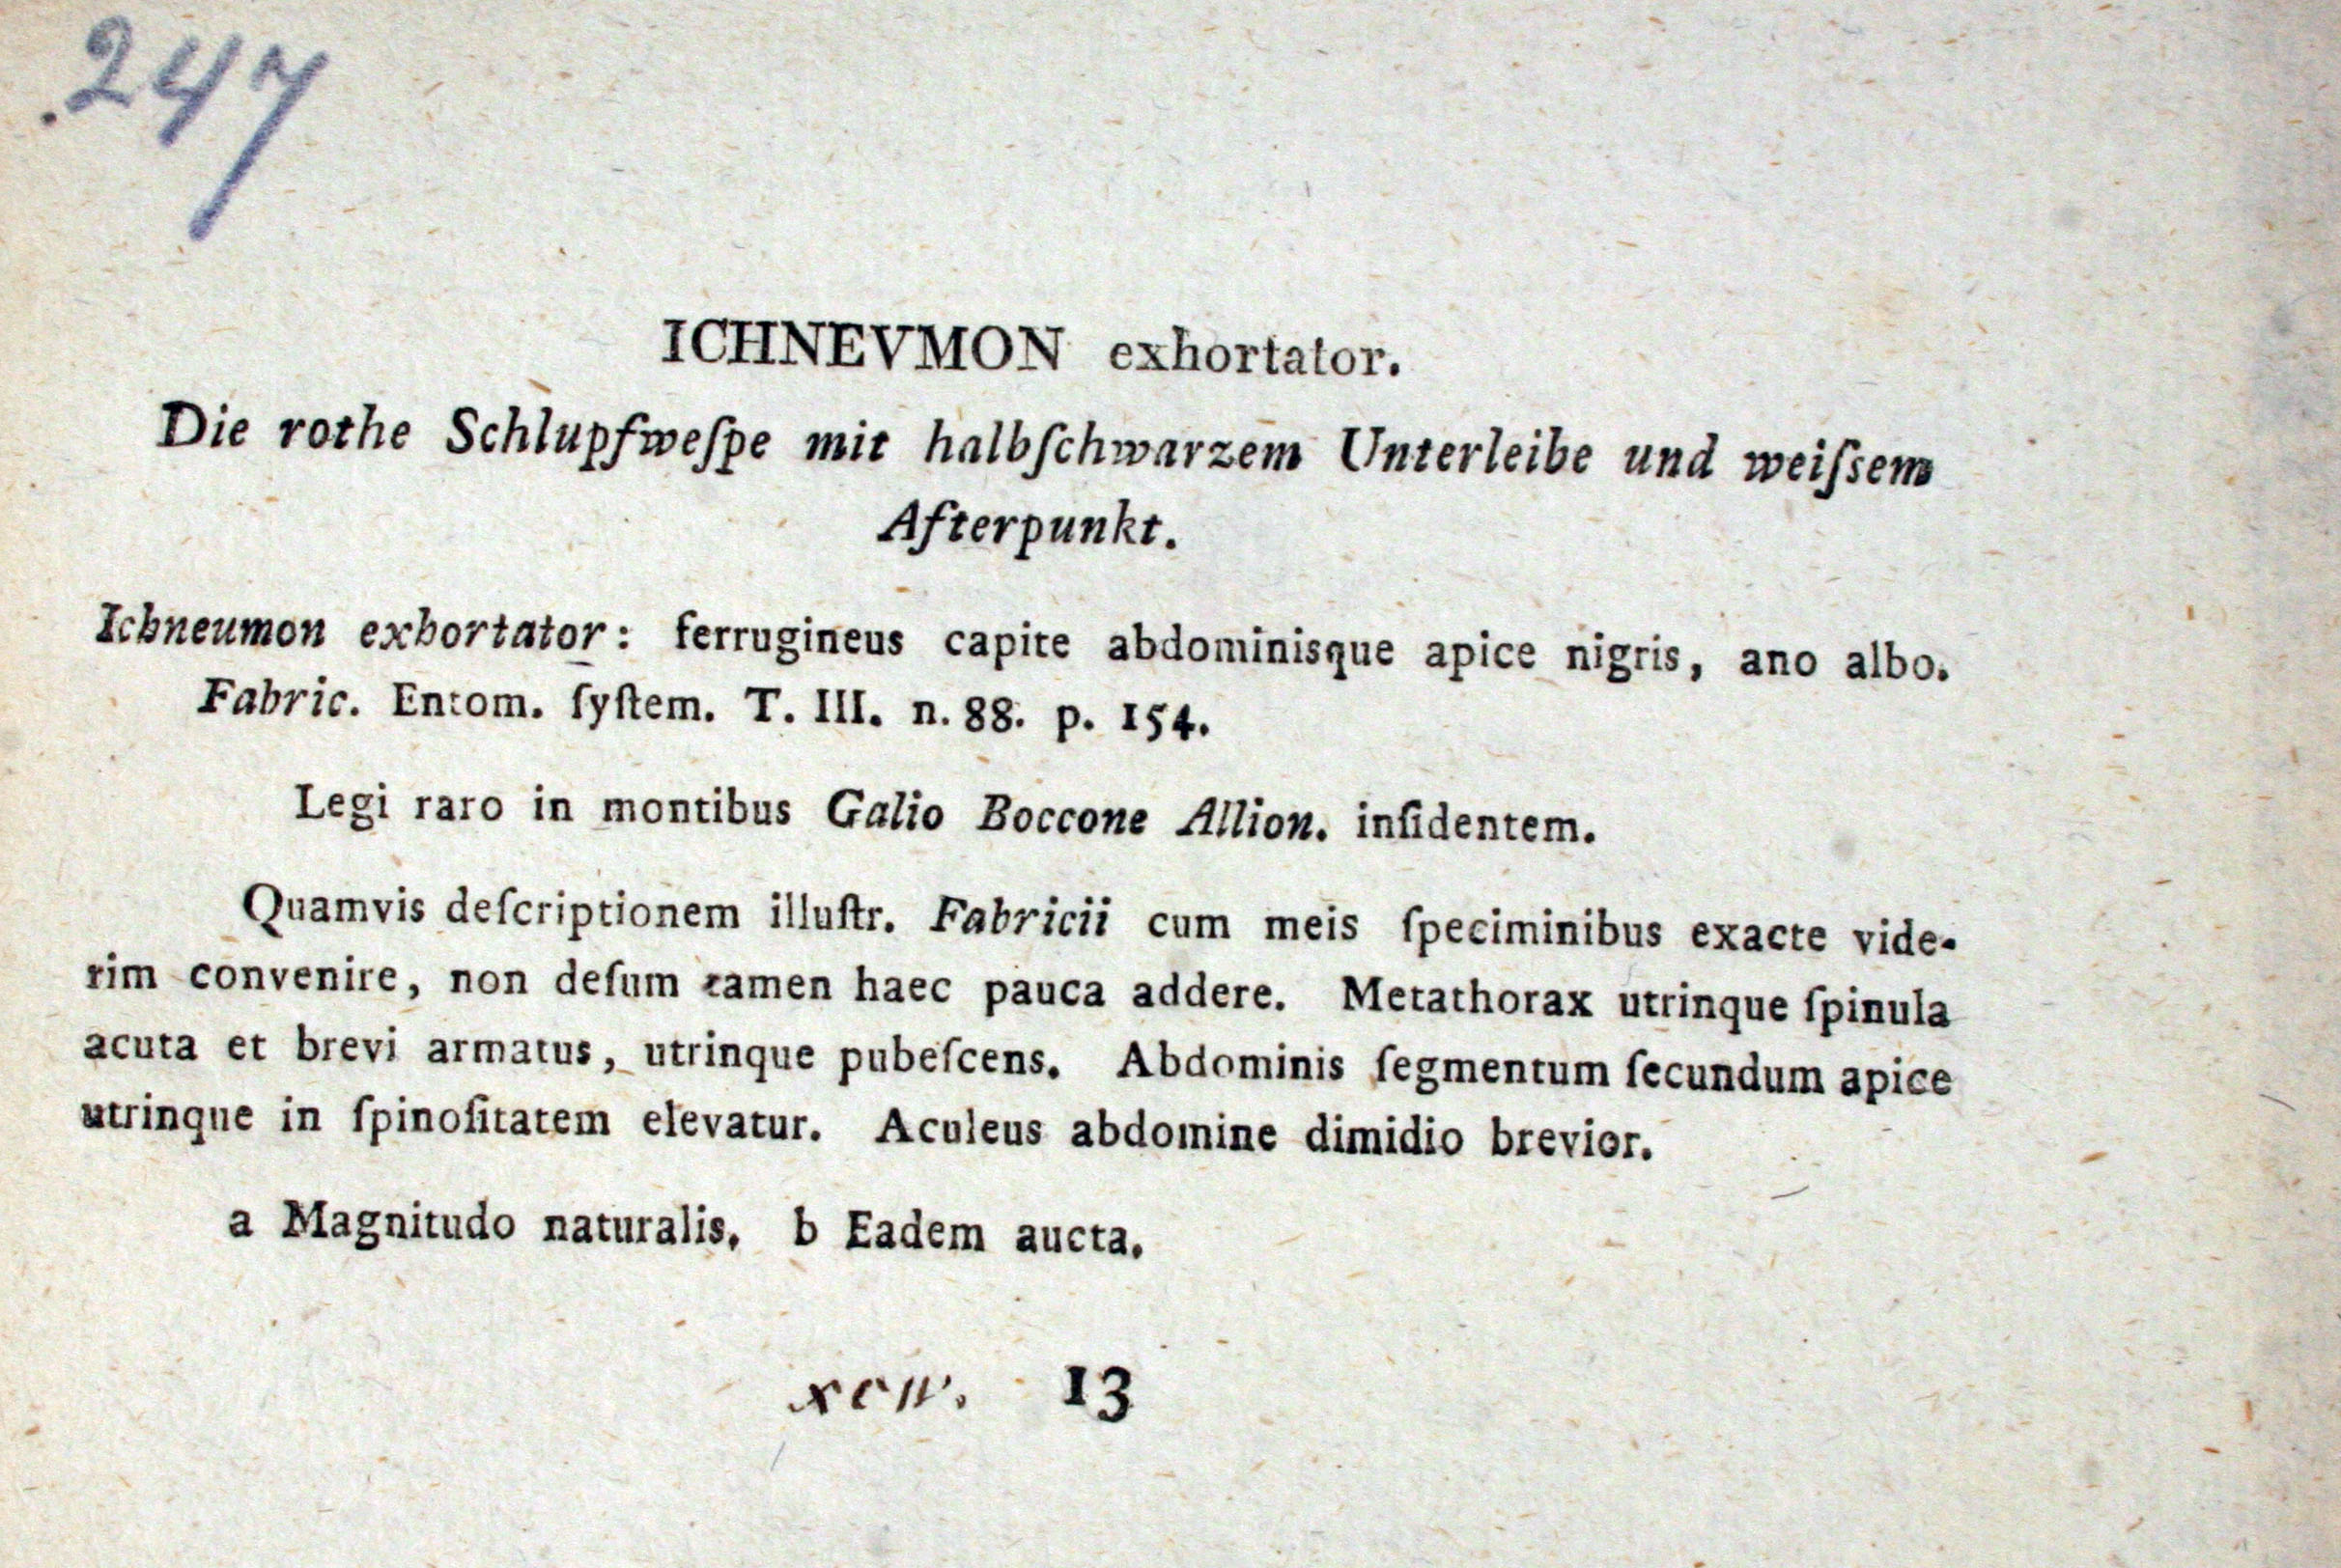 .247
ICHNEVMON exhortator.
Die rothe Schlupfweſpe mit halbſchwarzem Unterleibe und weiſsem
Afterpunkt.
Ichneumon exhortator: ferrugineus capite abdominisque apice nigris, ano albo.
Fabric. Entom. ſyſtem. T. III. n. 88. p. 154.
Legi raro in montibus Galio Boccone Allion. inſidentem.
Quamvis deſcriptionem illuſtr. Fabricii cum meis ſpeciminibus exacte vide-
rim convenire, non deſum tamen haec pauca addere. Metathorax utrinque ſpinula
acuta et brevi armatus, utrinque pubeſcens. Abdominis ſegmentum ſecundum apice
utrinque in ſpinoſitatem elevatur. Aculeus abdomine dimidio brevior.
a Magnitudo naturalis. b Eadem aucta.
13